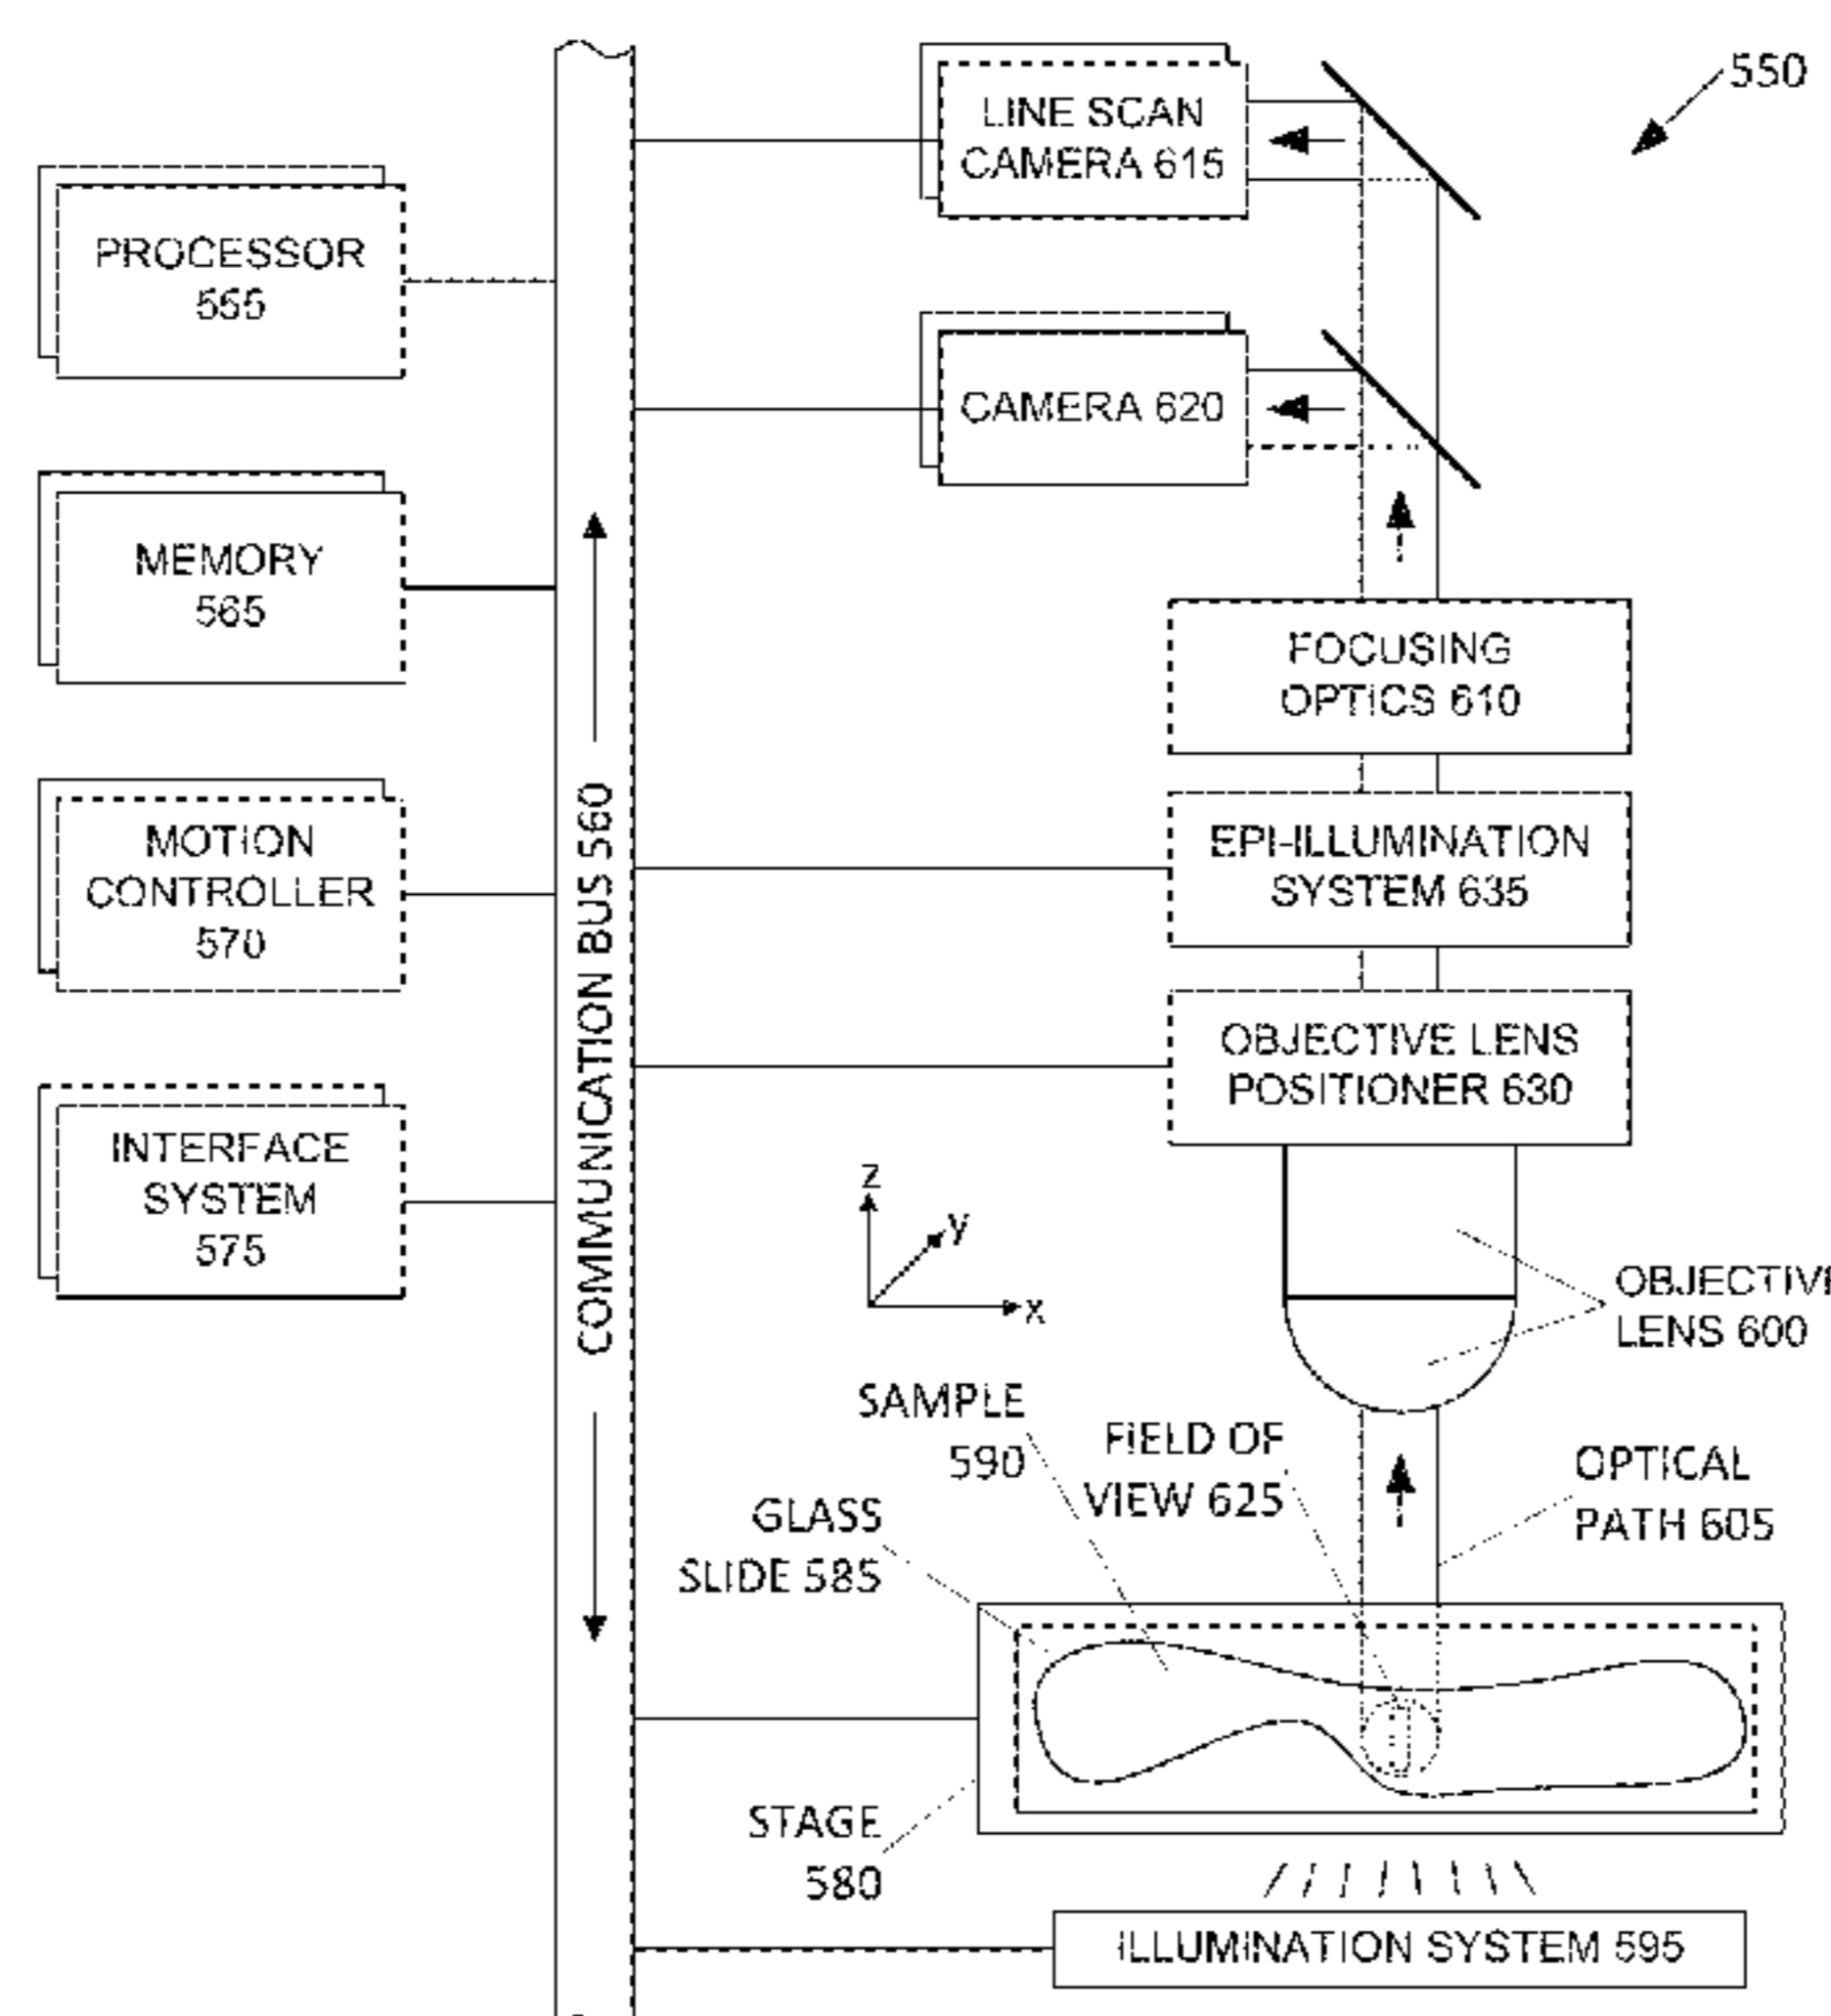 550
LINE SCAN
CAMERA 615
PROCESSOR
555
CAMERA 620
MEMORY
565
FOCUSING
OPTICS 610
MOTION
CONTROLLER
570
EPI-ILLUMINATION
SYSTEM 635
COMMUNICATION BUS 560
OBJECTIVE LENS
POSITIONER 630
INTERFACE
SYSTEM
575
z
y
x
OBJECTIVE
LENS 600
SAMPLE
590
FIELD OF
VIEW 625
OPTICAL
PATH 605
GLASS
SLIDE 585
STAGE
580
ILLUMINATION SYSTEM 595